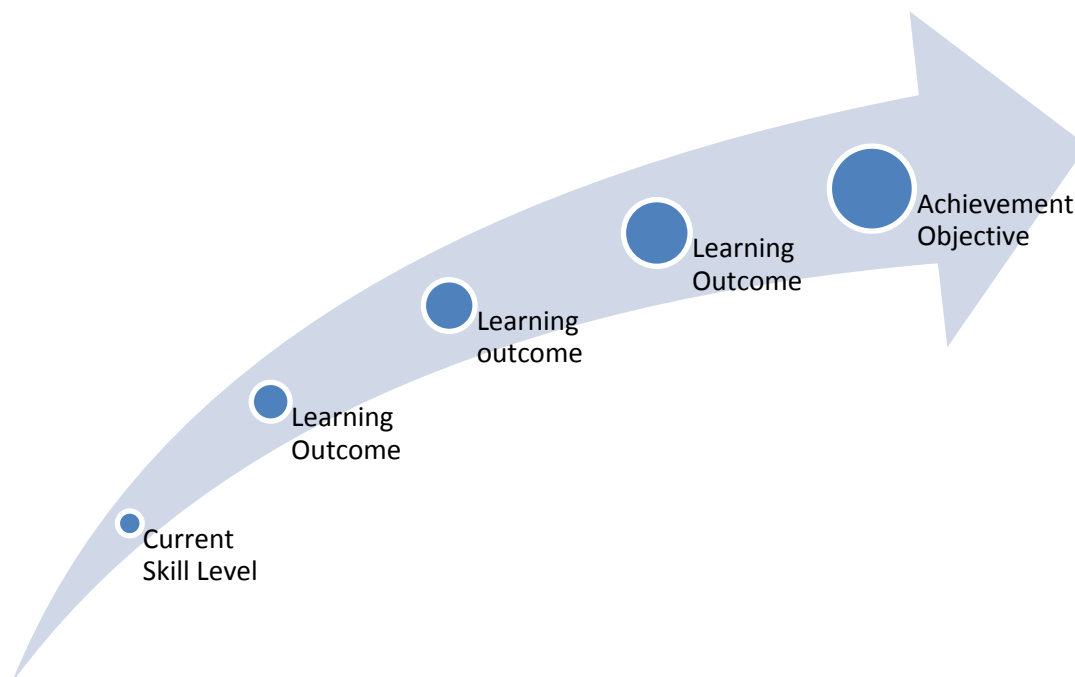 Achievement
Objective
Learning
Outcome
Learning
outcome
Learning
Outcome
Current
Skill Level